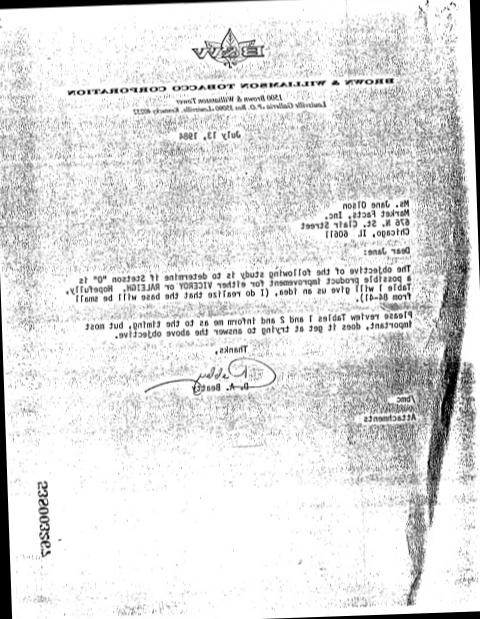 B&W
BROWN & WILLIAMSON TOBACCO CORPORATION
1500 Brown & Williamson Tower
Louisville Galleria P.O. Box 35090 Louisville, Kentucky 40232
July 13, 1984
Ms. Jane Olson
Market Facts, Inc.
676 N. St. Clair Street
Chicago, IL 60611
Dear Jane:
The objective of the following study is to determine if Stetson "O" is
a possible product improvement for either VICEROY or RALEIGH. Hopefully,
Table 1 will give us an idea, (I do realize that the base will be small
from 84-41).
Please review Tables 1 and 2 and inform me as to the timing, but most
important, does it get at trying to answer the above objective.
Thanks,
Debby
D. A. Beatty
/bmc
Attachments
535003267